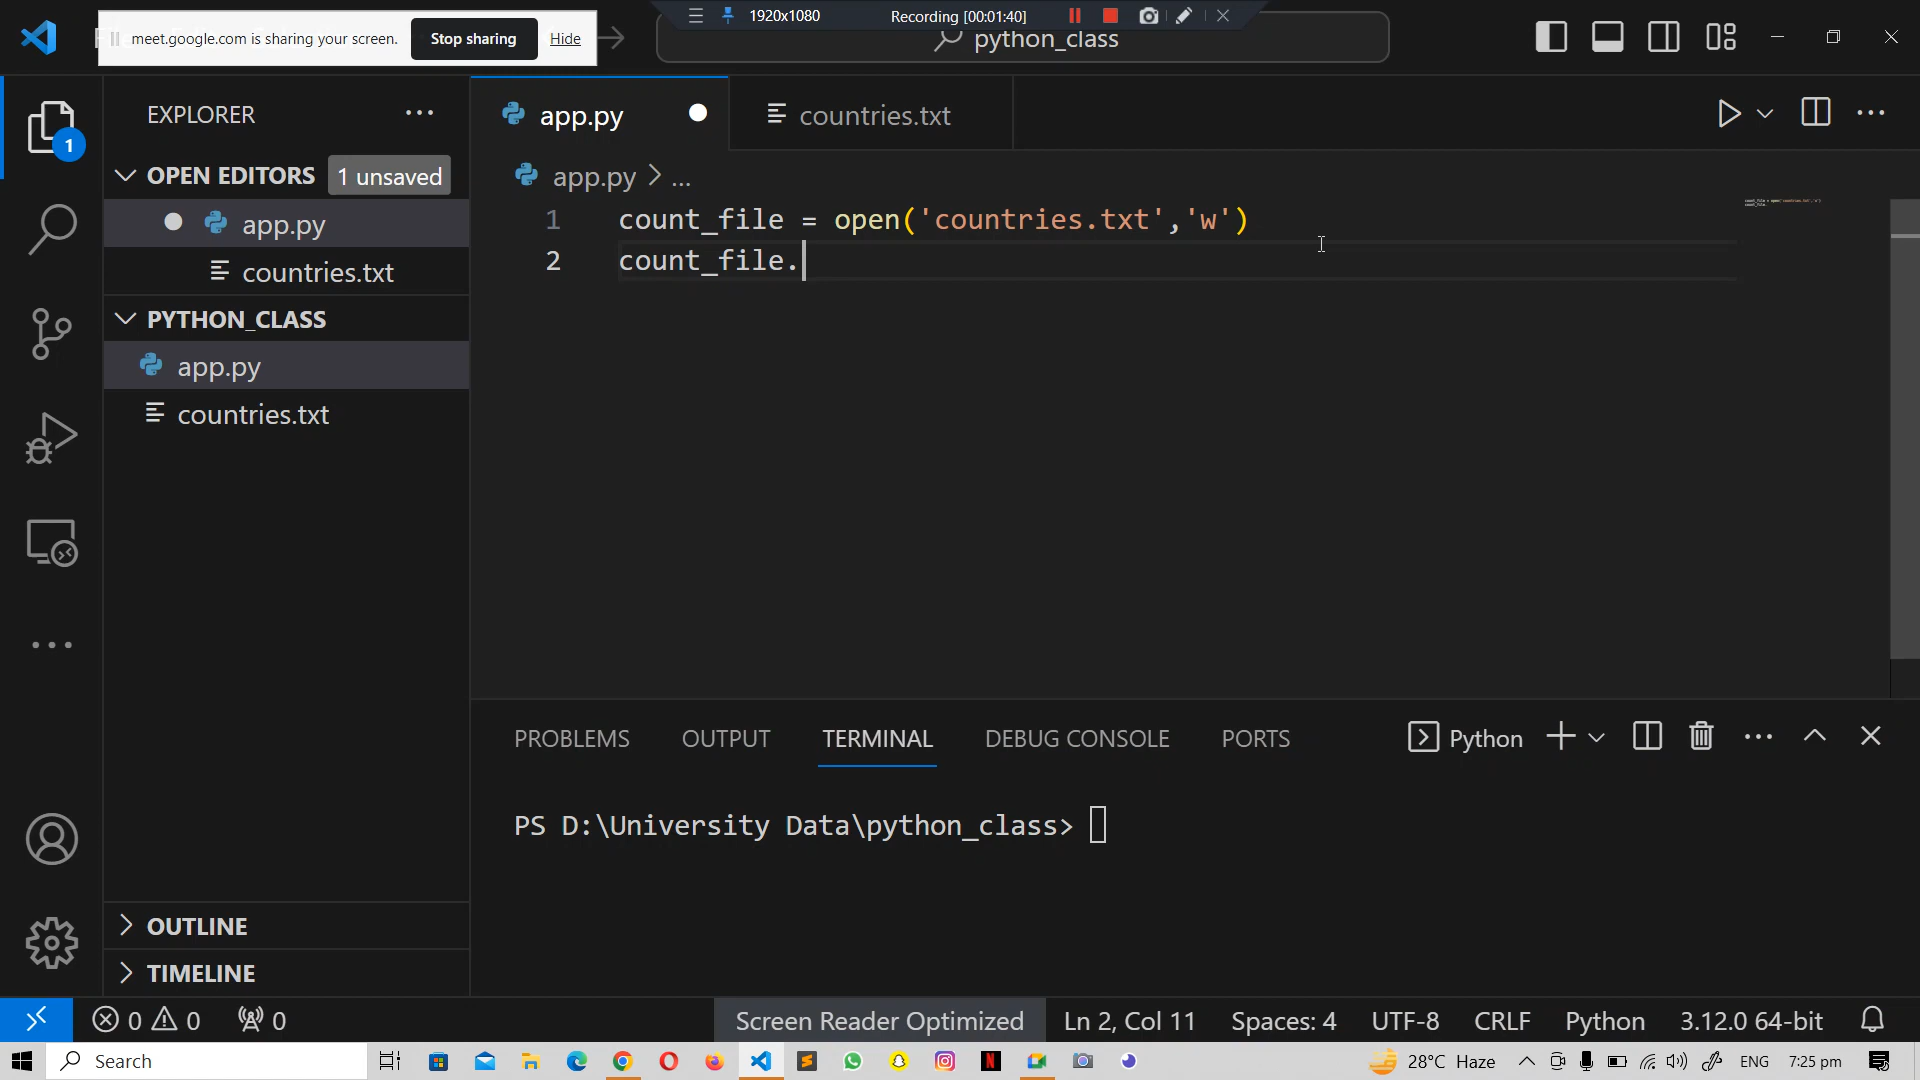 meet.google.com is sharing your screen. Stop sharing Hide
1920x1080 Recording [00:01:40]
python_class
EXPLORER
app.py
countries.txt
OPEN EDITORS 1 unsaved
app.py > ...
app.py
countries.txt
PYTHON_CLASS
app.py
countries.txt
OUTLINE
TIMELINE
1 count_file = open('countries.txt','w')
2 count_file.
PROBLEMS OUTPUT TERMINAL DEBUG CONSOLE PORTS Python
PS D:\University Data\python_class>
0 0 0 Screen Reader Optimized Ln 2, Col 11 Spaces: 4 UTF-8 CRLF Python 3.12.0 64-bit
Search 28°C Haze ENG 7:25 pm
1